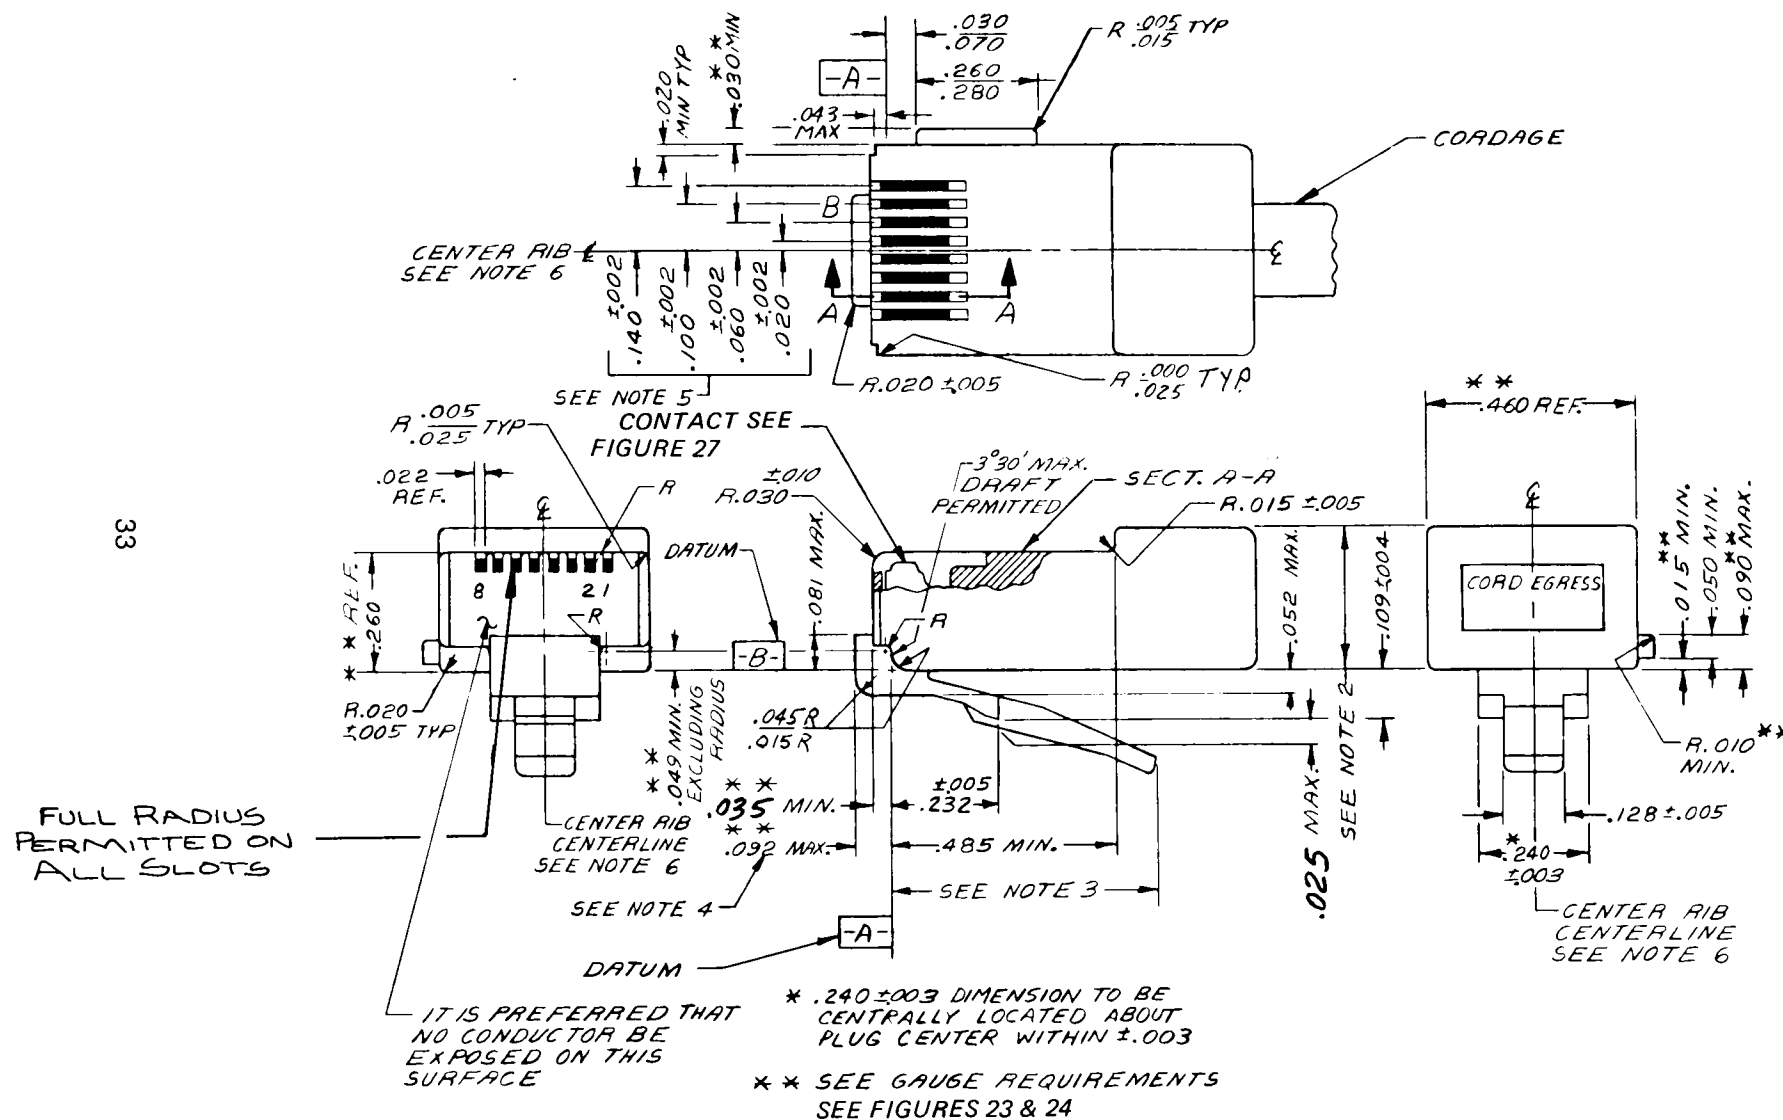 .030
.070
R .005 TYP
.015
-A-
.260
.280
.020
MIN TYP
**
.030 MIN
.043
MAX
CORDAGE
B
CENTER RIB
SEE NOTE 6
℄
℄
±.002
.140
±.002
.100
±.002
.060
±.002
.020
A
A
SEE NOTE 5
R.020 ±.005
R .000 TYP.
.025
R .005 TYP
.025
CONTACT SEE
FIGURE 27
.022
REF.
℄
R
±.010
R.030
3°30' MAX.
DRAFT
PERMITTED
SECT. A-A
R.015 ±.005
**
.460 REF.
℄
33
DATUM
.081 MAX.
8
2 1
R
R
** REF.
.260
-B-
.052 MAX.
.109 ±.004
CORD EGRESS
**
.015 MIN.
.050 MIN.
**
.090 MAX.
R.020
±.005 TYP
**
.049 MIN.
EXCLUDING
RADIUS
.045 R
.015 R
SEE NOTE 2
R.010 **
MIN.
FULL RADIUS
PERMITTED ON
ALL SLOTS
**
.035 MIN.
±.005
.232
.025 MAX.
.128 ±.005
CENTER RIB
CENTERLINE
SEE NOTE 6
**
.092 MAX.
.485 MIN.
*
.240
±.003
SEE NOTE 4
SEE NOTE 3
-A-
DATUM
CENTER RIB
CENTERLINE
SEE NOTE 6
IT IS PREFERRED THAT
NO CONDUCTOR BE
EXPOSED ON THIS
SURFACE
* .240 ±.003 DIMENSION TO BE
CENTRALLY LOCATED ABOUT
PLUG CENTER WITHIN ±.003
** SEE GAUGE REQUIREMENTS
SEE FIGURES 23 & 24